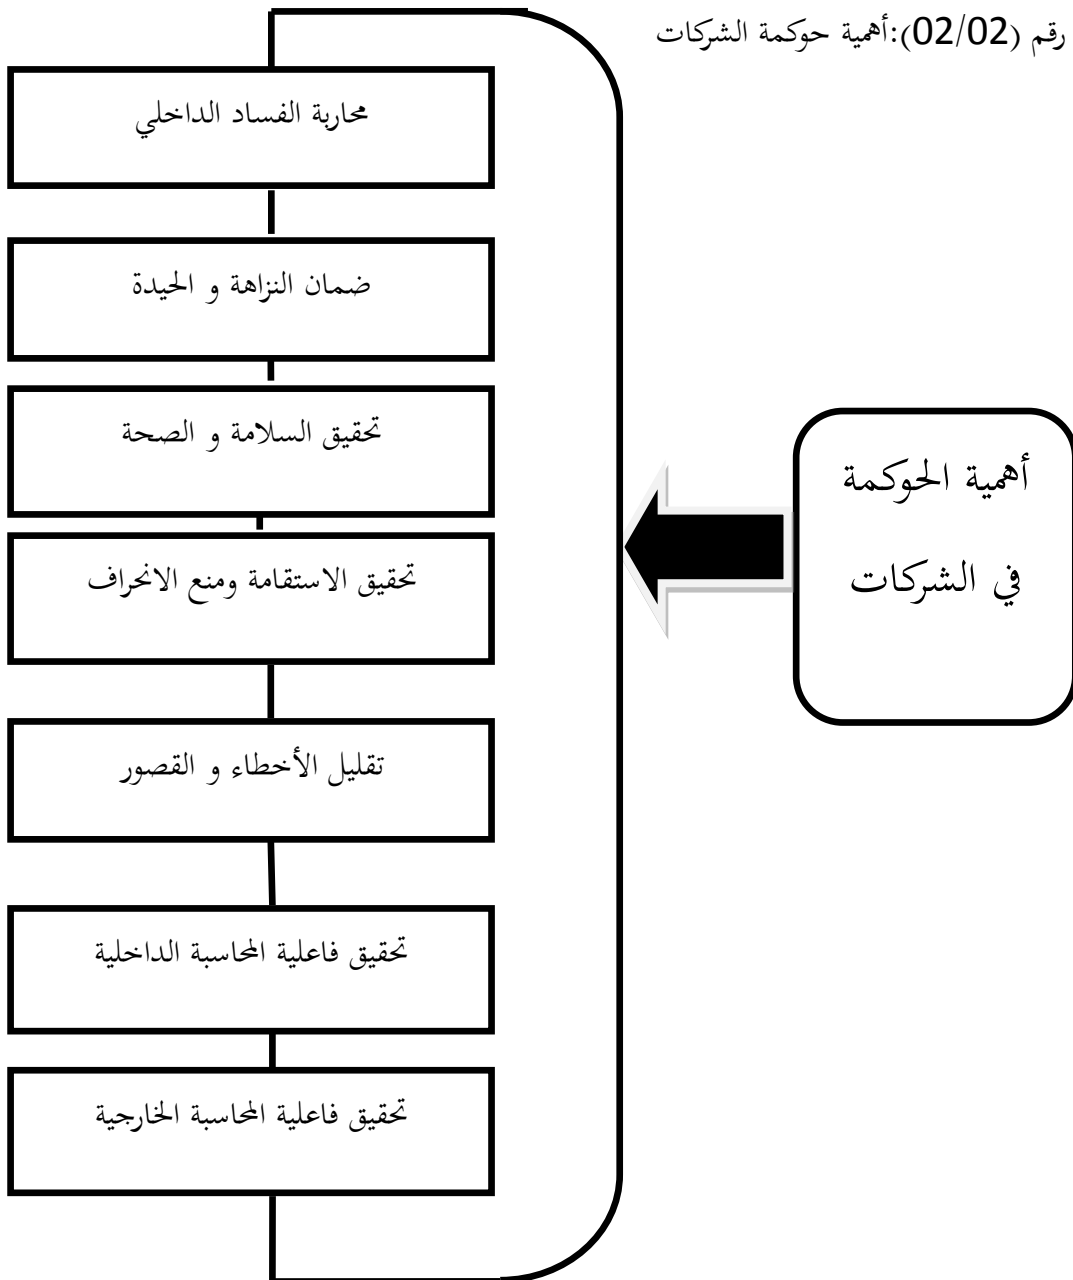 رقم (02/02):أهمية حوكمة الشركات
محاربة الفساد الداخلي
ضمان النزاهة و الحيدة
تحقيق السلامة و الصحة
تحقيق الاستقامة ومنع الانحراف
تقليل الأخطاء و القصور
تحقيق فاعلية المحاسبة الداخلية
تحقيق فاعلية المحاسبة الخارجية
أهمية الحوكمة
في الشركات